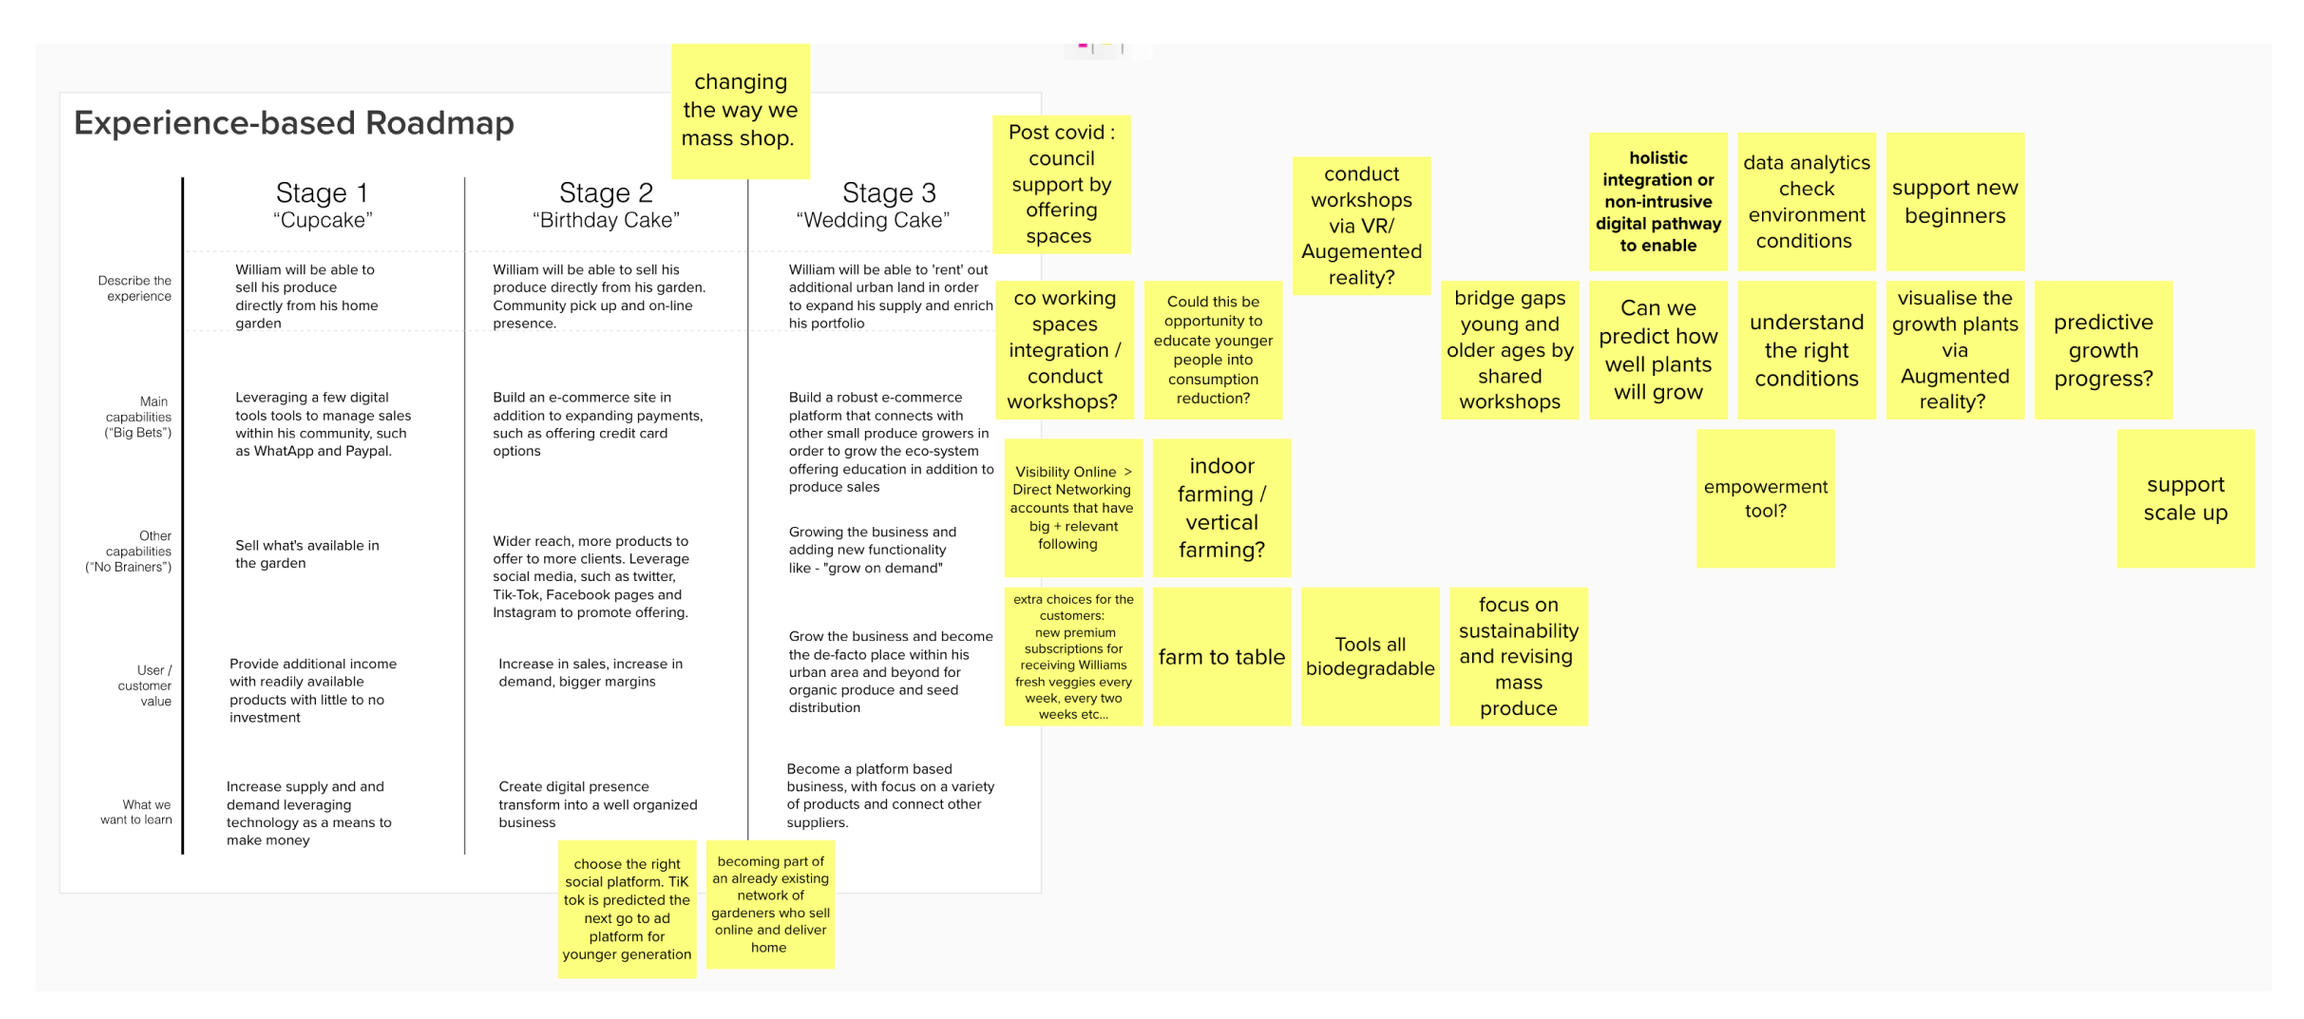 changing
the way we
mass shop.
Experience-based Roadmap
Stage 1
“Cupcake”
Stage 2
“Birthday Cake”
Stage 3
“Wedding Cake”
Describe the
experience
William will be able to
sell his produce
directly from his home
garden
William will be able to sell his
produce directly from his garden.
Community pick up and on-line
presence.
William will be able to 'rent' out
additional urban land in order
to expand his supply and enrich
his portfolio
Main
capabilities
(“Big Bets”)
Leveraging a few digital
tools tools to manage sales
within his community, such
as WhatApp and Paypal.
Build an e-commerce site in
addition to expanding payments,
such as offering credit card
options
Build a robust e-commerce
platform that connects with
other small produce growers in
order to grow the eco-system
offering education in addition to
produce sales
Other
capabilities
(“No Brainers”)
Sell what's available in
the garden
Wider reach, more products to
offer to more clients. Leverage
social media, such as twitter,
Tik-Tok, Facebook pages and
Instagram to promote offering.
Growing the business and
adding new functionality
like - "grow on demand"
User /
customer
value
Provide additional income
with readily available
products with little to no
investment
Increase in sales, increase in
demand, bigger margins
Grow the business and become
the de-facto place within his
urban area and beyond for
organic produce and seed
distribution
What we
want to learn
Increase supply and and
demand leveraging
technology as a means to
make money
Create digital presence
transform into a well organized
business
Become a platform based
business, with focus on a variety
of products and connect other
suppliers.
choose the right
social platform. TiK
tok is predicted the
next go to ad
platform for
younger generation
becoming part of
an already existing
network of
gardeners who sell
online and deliver
home
Post covid :
council
support by
offering
spaces
conduct
workshops
via VR/
Augemented
reality?
holistic
integration or
non-intrusive
digital pathway
to enable
data analytics
check
environment
conditions
support new
beginners
co working
spaces
integration /
conduct
workshops?
Could this be
opportunity to
educate younger
people into
consumption
reduction?
bridge gaps
young and
older ages by
shared
workshops
Can we
predict how
well plants
will grow
understand
the right
conditions
visualise the
growth plants
via
Augmented
reality?
predictive
growth
progress?
Visibility Online >
Direct Networking
accounts that have
big + relevant
following
indoor
farming /
vertical
farming?
empowerment
tool?
support
scale up
extra choices for the
customers:
new premium
subscriptions for
receiving Williams
fresh veggies every
week, every two
weeks etc...
farm to table
Tools all
biodegradable
focus on
sustainability
and revising
mass
produce